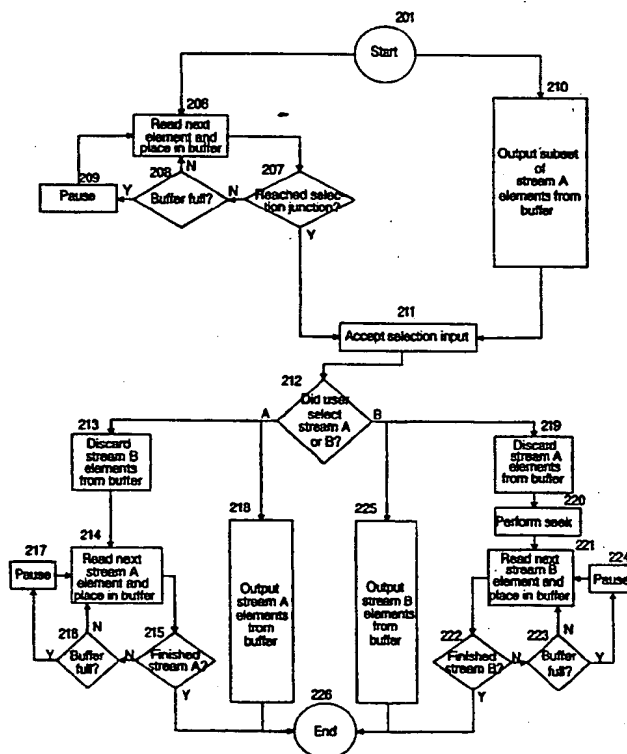 201
Start
206
Read next
element and
place in buffer
210
Output subset
of
stream A
elements from
buffer
209
Pause
Y
208
Buffer full?
N
N
207
Reached selec-
tion junction?
Y
211
Accept selection input
212
Did user
select
stream A
or B?
A
B
213
Discard
stream B
elements
from buffer
214
Read next
stream A
element and
place in buffer
217
Pause
Y
218
Buffer
full?
N
N
215
Finished
stream A?
Y
218
Output
stream A
elements
from
buffer
225
Output
stream B
elements
from
buffer
219
Discard
stream A
elements
from buffer
220
Perform seek
221
Read next
stream B
element and
place in buffer
224
Pause
222
Finished
stream B?
Y
N
223
Buffer
full?
N
Y
226
End